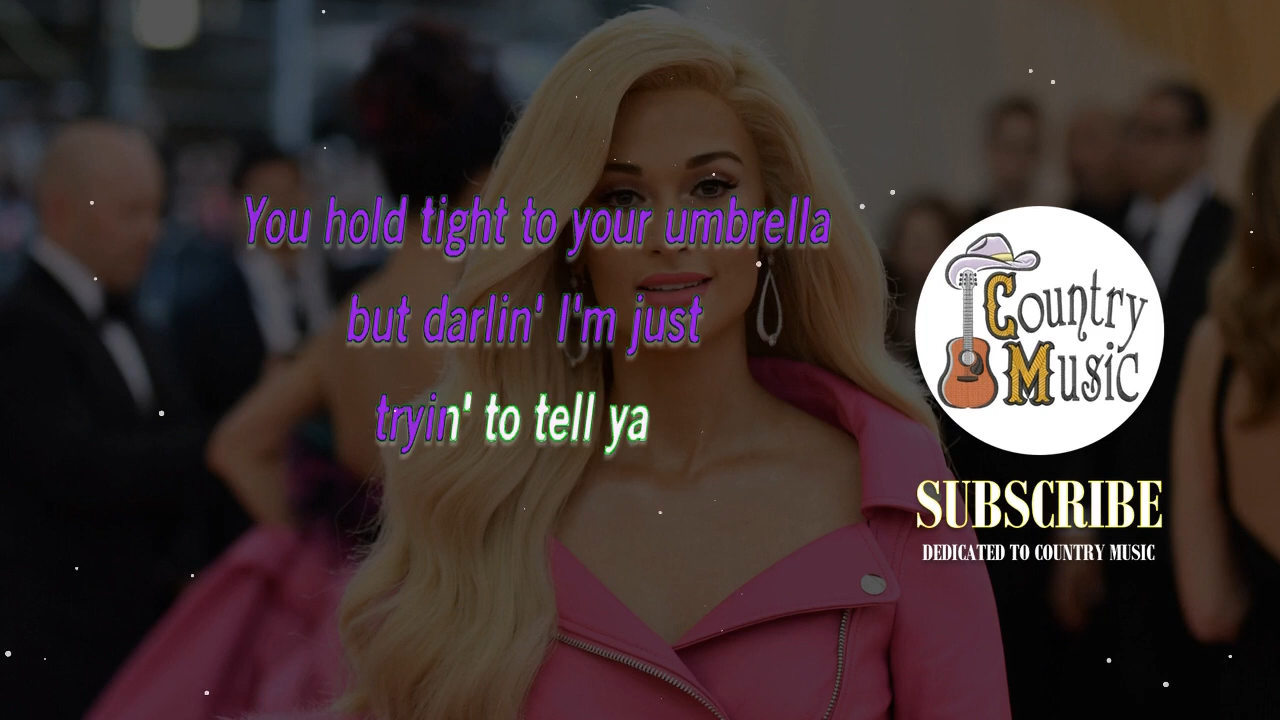 You hold tight to your umbrella
but darlin' I'm just
tryin' to tell ya
Country
Music
SUBSCRIBE
DEDICATED TO COUNTRY MUSIC